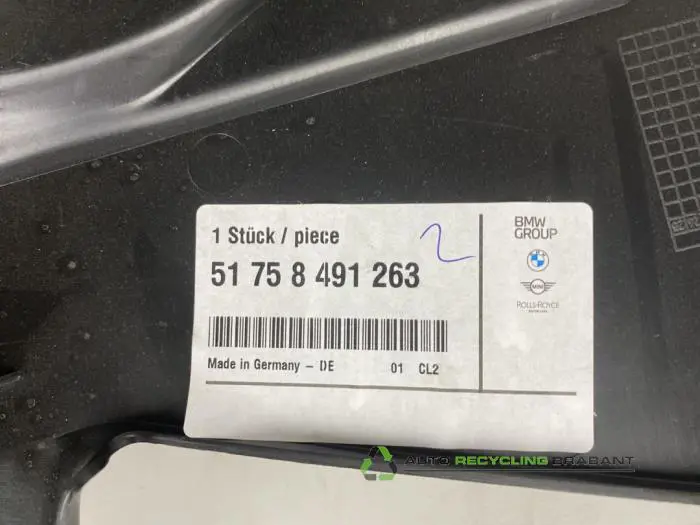 1 Stück / piece
2
51 75 8 491 263
Made in Germany – DE 01 CL2
BMW
GROUP
MINI
ROLLS-ROYCE
AUTO RECYCLING BRABANT